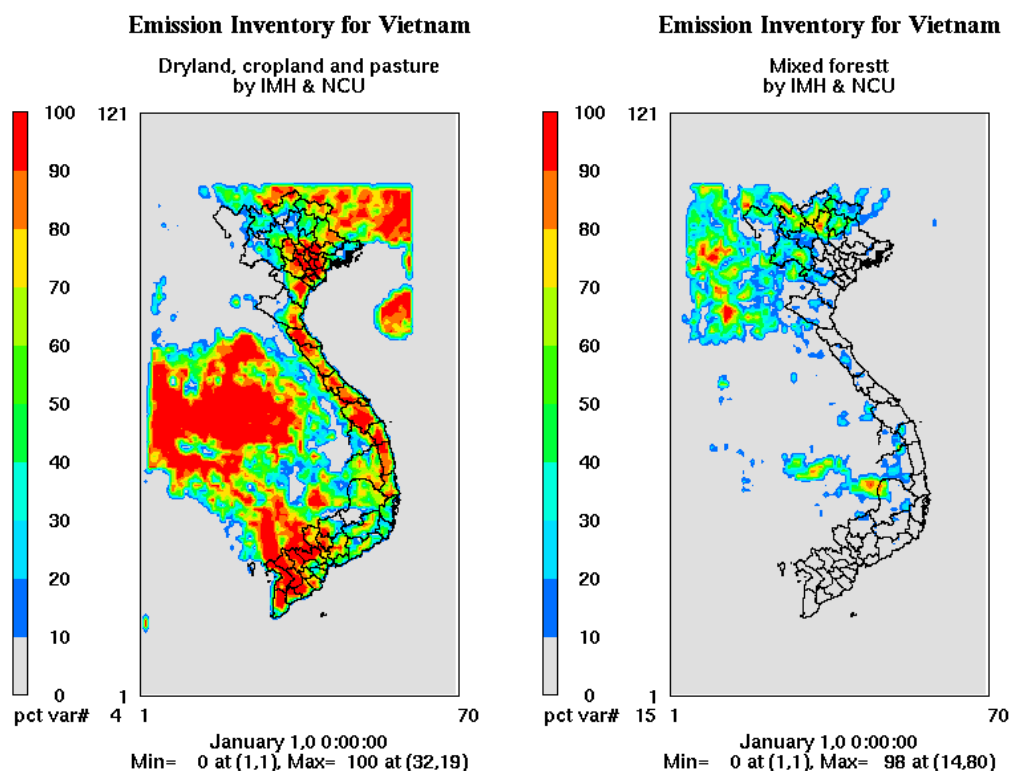 Emission Inventory for Vietnam
Dryland, cropland and pasture
by IMH & NCU
100
90
80
70
60
50
40
30
20
10
0
121
1
pct var# 4
1
70
January 1,0 0:00:00
Min= 0 at (1,1), Max= 100 at (32,19)
Emission Inventory for Vietnam
Mixed forestt
by IMH & NCU
100
90
80
70
60
50
40
30
20
10
0
121
1
pct var# 15
1
70
January 1,0 0:00:00
Min= 0 at (1,1), Max= 98 at (14,80)